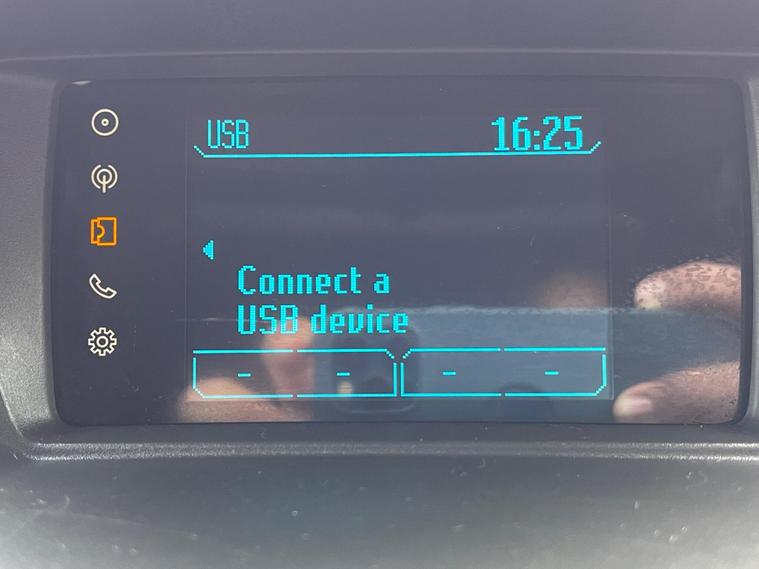 USB 16:25
Connect a
USB device
- - - -